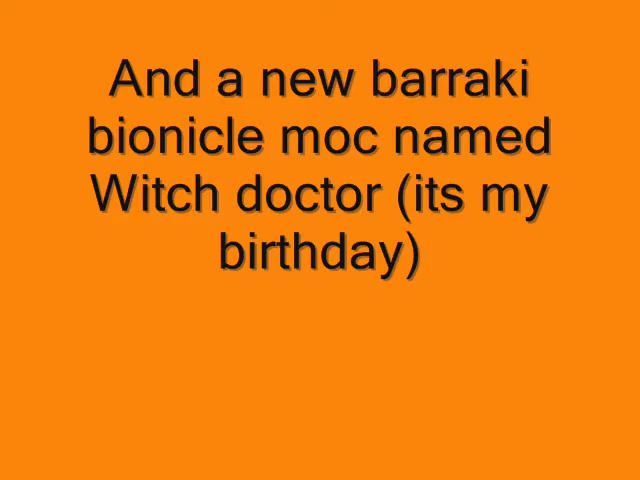 And a new barraki
bionicle moc named
Witch doctor (its my
birthday)